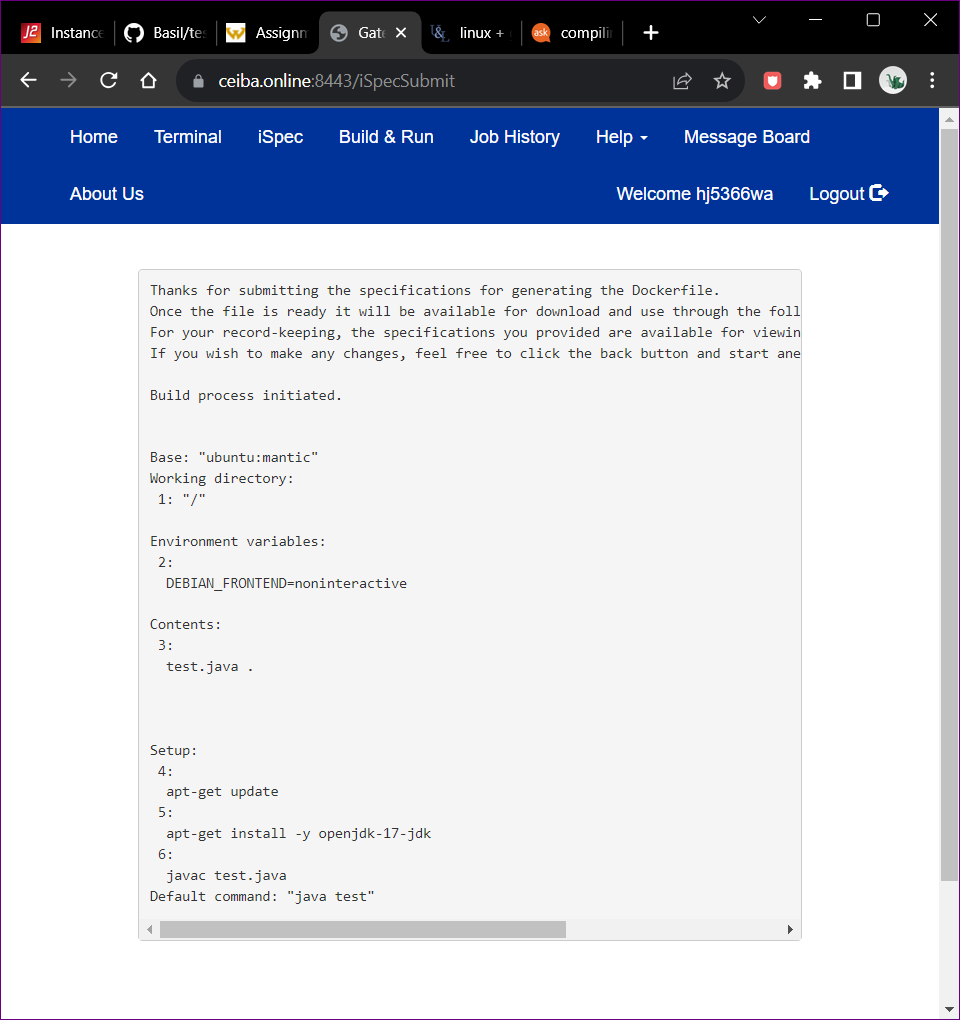 Instance
Basil/tes
Assignn
Gate
linux +
ask
compilin
ceiba.online:8443/iSpecSubmit
Home
Terminal
iSpec
Build & Run
Job History
Help
Message Board
About Us
Welcome hj5366wa
Logout
Thanks for submitting the specifications for generating the Dockerfile.
Once the file is ready it will be available for download and use through the foll
For your record-keeping, the specifications you provided are available for viewin
If you wish to make any changes, feel free to click the back button and start ane
Build process initiated.
Base: "ubuntu:mantic"
Working directory:
1: "/"
Environment variables:
2:
DEBIAN_FRONTEND=noninteractive
Contents:
3:
test.java .
Setup:
4:
apt-get update
5:
apt-get install -y openjdk-17-jdk
6:
javac test.java
Default command: "java test"